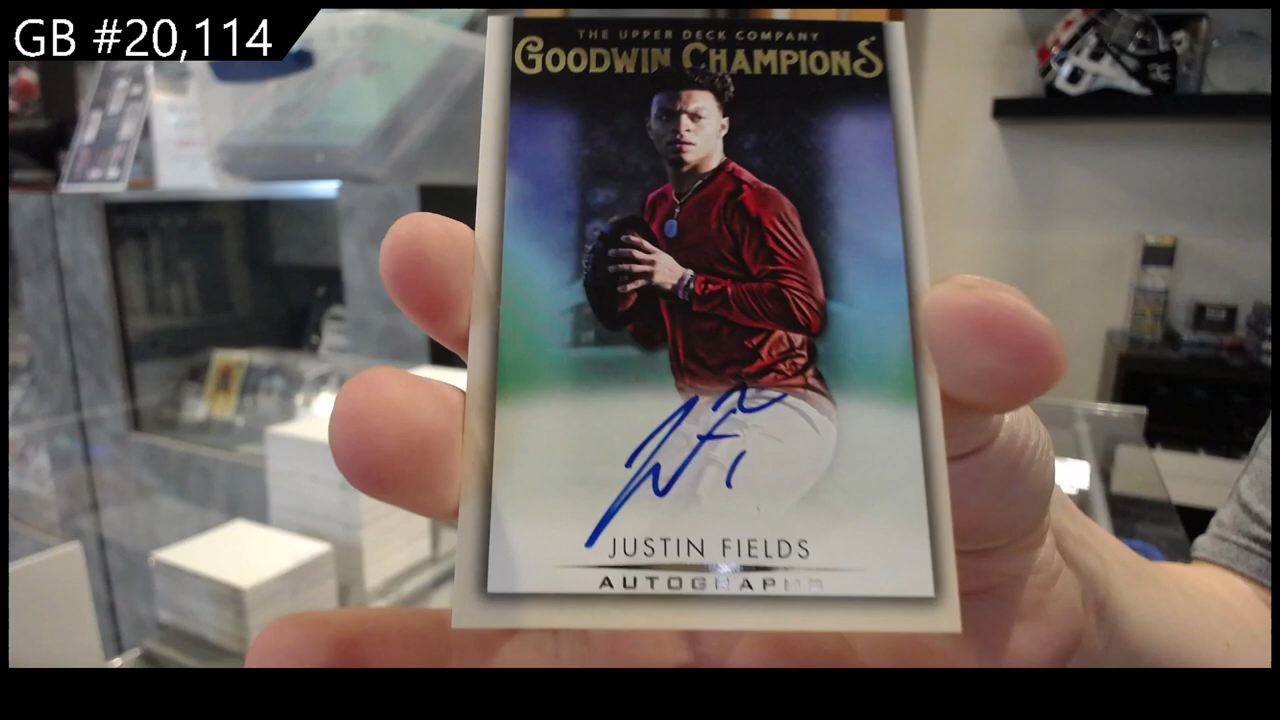 GB #20,114
THE UPPER DECK COMPANY
GOODWIN CHAMPIONS
JUSTIN FIELDS
AUTOGRAPHS